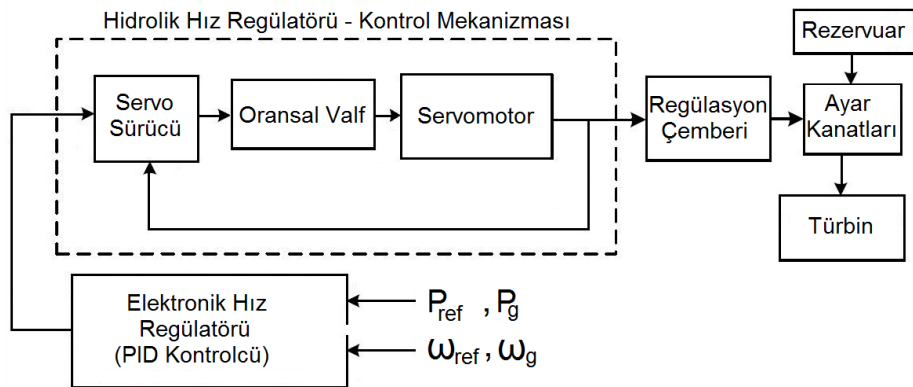 Hidrolik Hız Regülatörü - Kontrol Mekanizması
Rezervuar
Servo
Sürücü
Oransal Valf
Servomotor
Regülasyon
Çemberi
Ayar
Kanatları
Türbin
Elektronik Hız
Regülatörü
(PID Kontrolcü)
Pref , Pg
ωref, ωg